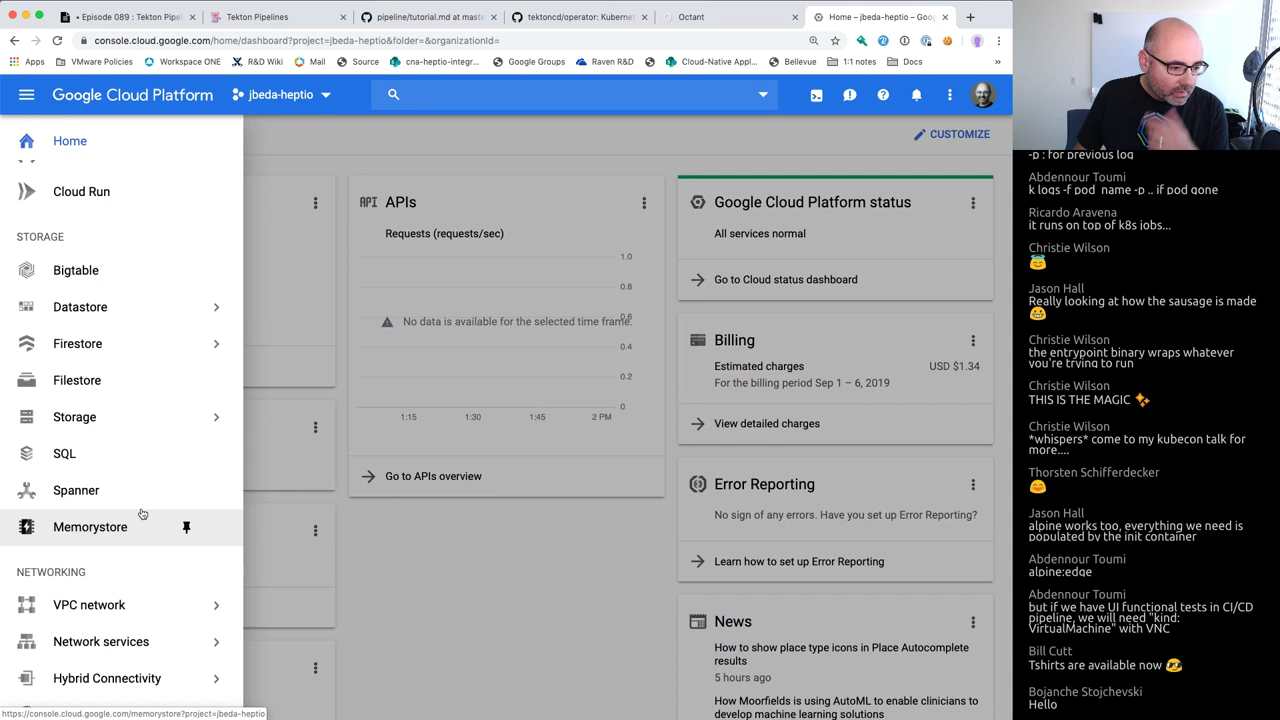 • Episode 089 : Tekton Pipel
Tekton Pipelines
pipeline/tutorial.md at maste
tektoncd/operator: Kubernet
Octant
Home – jbeda-heptio – Goog
console.cloud.google.com/home/dashboard?project=jbeda-heptio&folder=&organizationId=
Apps
VMware Policies
Workspace ONE
R&D Wiki
Mail
Source
cna-heptio-integr...
Google Groups
Raven R&D
Cloud-Native Appl...
Bellevue
1:1 notes
Docs
»
Google Cloud Platform
jbeda-heptio
CUSTOMIZE
Home
Cloud Run
STORAGE
Bigtable
Datastore
Firestore
Filestore
Storage
SQL
Spanner
Memorystore
NETWORKING
VPC network
Network services
Hybrid Connectivity
https://console.cloud.google.com/memorystore?project=jbeda-heptio
API APIs
Requests (requests/sec)
1.0
0.8
0.6
No data is available for the selected time frame.
0.4
0.2
0
1:15
1:30
1:45
2 PM
Go to APIs overview
Google Cloud Platform status
All services normal
Go to Cloud status dashboard
Billing
Estimated charges
USD $1.34
For the billing period Sep 1 – 6, 2019
View detailed charges
Error Reporting
No sign of any errors. Have you set up Error Reporting?
Learn how to set up Error Reporting
News
How to show place type icons in Place Autocomplete
results
5 hours ago
How Moorfields is using AutoML to enable clinicians to
develop machine learning solutions
-p : for previous log
Abdennour Toumi
k logs -f pod_name -p .. if pod gone
Ricardo Aravena
it runs on top of k8s jobs...
Christie Wilson
😇
Jason Hall
Really looking at how the sausage is made
😀
Christie Wilson
the entrypoint binary wraps whatever
you're trying to run
Christie Wilson
THIS IS THE MAGIC ✨
Christie Wilson
*whispers* come to my kubecon talk for
more....
Thorsten Schifferdecker
😊
Jason Hall
alpine works too, everything we need is
populated by the init container
Abdennour Toumi
alpine:edge
Abdennour Toumi
but if we have UI functional tests in CI/CD
pipeline, we will need "kind:
VirtualMachine" with VNC
Bill Cutt
Tshirts are available now 😎
Bojanche Stojchevski
Hello